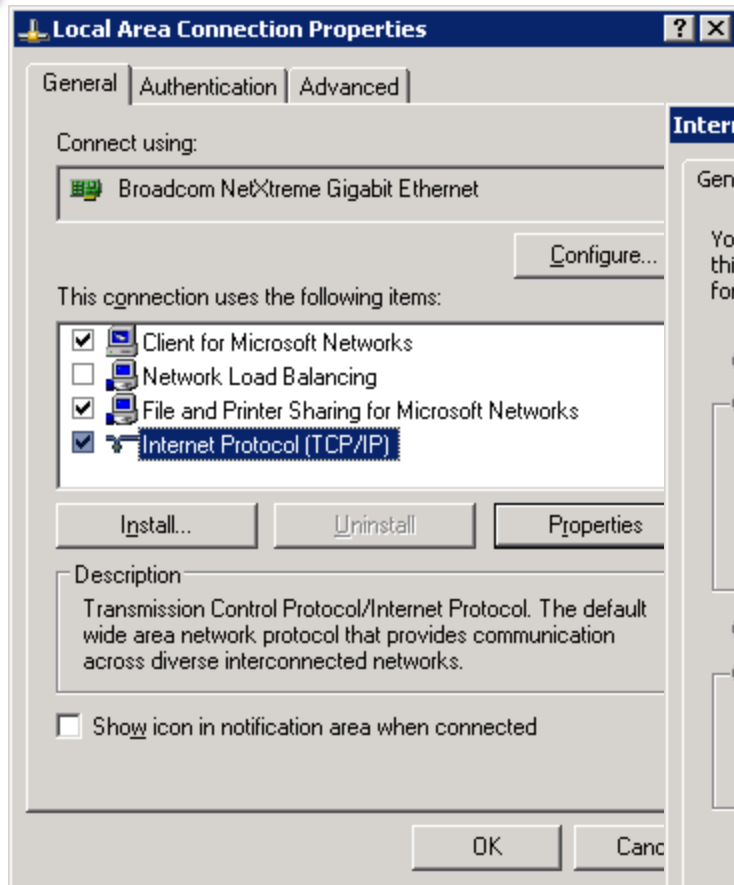 Local Area Connection Properties
General Authentication Advanced
Connect using:
Broadcom NetXtreme Gigabit Ethernet
Configure...
This connection uses the following items:
Client for Microsoft Networks
Network Load Balancing
File and Printer Sharing for Microsoft Networks
Internet Protocol (TCP/IP)
Install... Uninstall Properties
Description
Transmission Control Protocol/Internet Protocol. The default
wide area network protocol that provides communication
across diverse interconnected networks.
Show icon in notification area when connected
OK